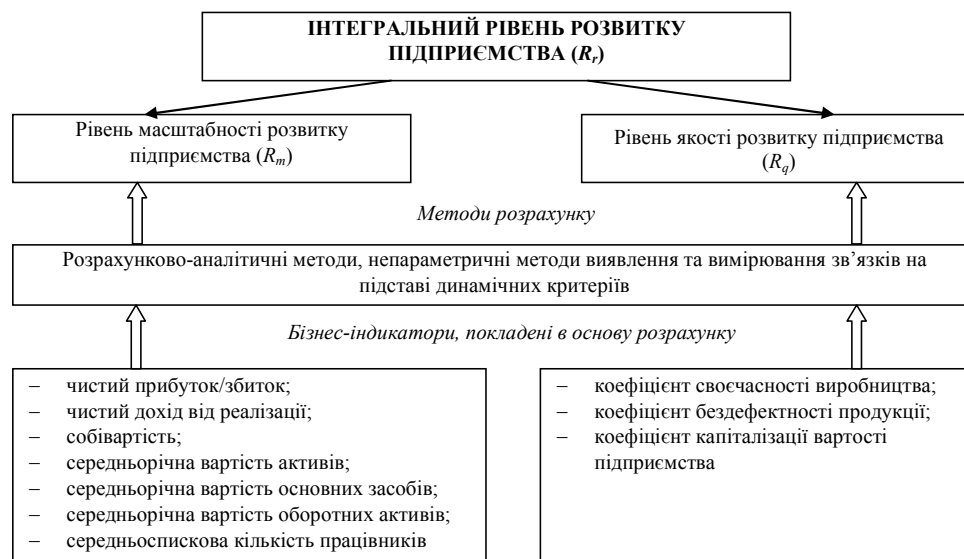 ІНТЕГРАЛЬНИЙ РІВЕНЬ РОЗВИТКУ
ПІДПРИЄМСТВА (Rr)
Рівень масштабності розвитку
підприємства (Rm)
Рівень якості розвитку підприємства
(Rq)
Методи розрахунку
Розрахунково-аналітичні методи, непараметричні методи виявлення та вимірювання зв’язків на
підставі динамічних критеріїв
Бізнес-індикатори, покладені в основу розрахунку
– чистий прибуток/збиток;
– чистий дохід від реалізації;
– собівартість;
– середньорічна вартість активів;
– середньорічна вартість основних засобів;
– середньорічна вартість оборотних активів;
– середньоспискова кількість працівників
– коефіцієнт своєчасності виробництва;
– коефіцієнт бездефектності продукції;
– коефіцієнт капіталізації вартості
підприємства